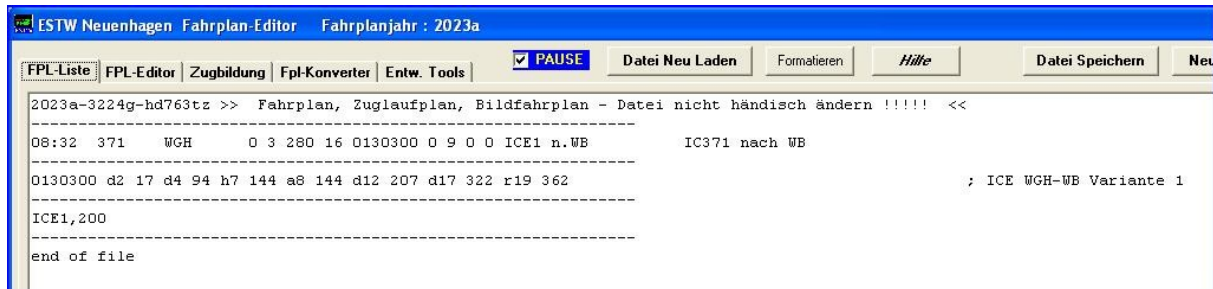 ESTW Neuenhagen Fahrplan-Editor Fahrplanjahr : 2023a
FPL-Liste FPL-Editor Zugbildung Fpl-Konverter Entw. Tools PAUSE Datei Neu Laden Formatieren Hilfe Datei Speichern Neu
2023a-3224g-hd763tz >> Fahrplan, Zuglaufplan, Bildfahrplan - Datei nicht händisch ändern !!!!! <<
----------------------------------------------------------------------------
08:32 371 WGH 0 3 280 16 0130300 0 9 0 0 ICE1 n.WB IC371 nach WB
----------------------------------------------------------------------------
0130300 d2 17 d4 94 h7 144 a8 144 d12 207 d17 322 r19 362 ; ICE WGH-WB Variante 1
----------------------------------------------------------------------------
ICE1,200
----------------------------------------------------------------------------
end of file